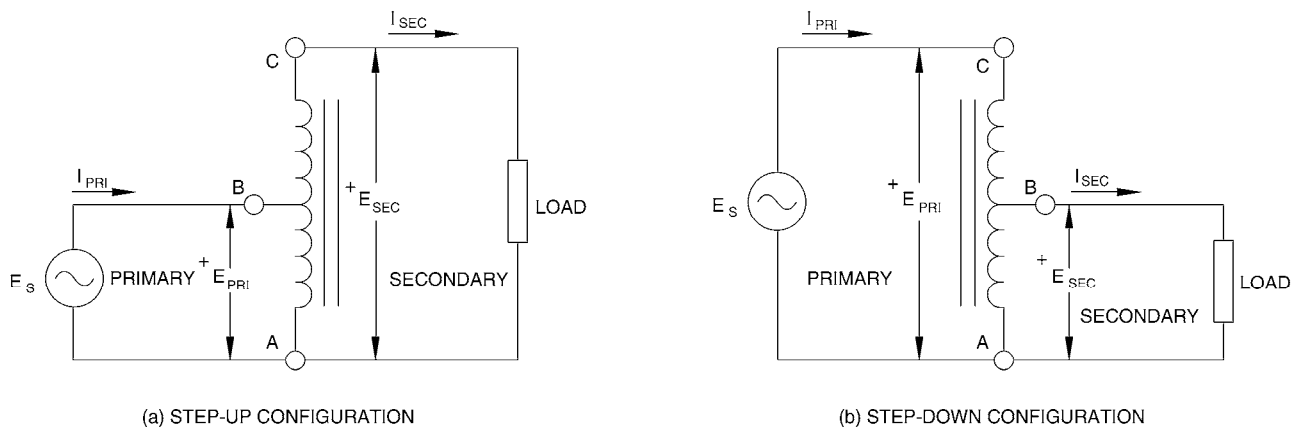 I SEC
C
I PRI
B
+
E SEC
LOAD
E S
PRIMARY
+
E PRI
SECONDARY
A
(a) STEP-UP CONFIGURATION
I PRI
C
+
E PRI
E S
B
I SEC
PRIMARY
+
E SEC
LOAD
SECONDARY
A
(b) STEP-DOWN CONFIGURATION